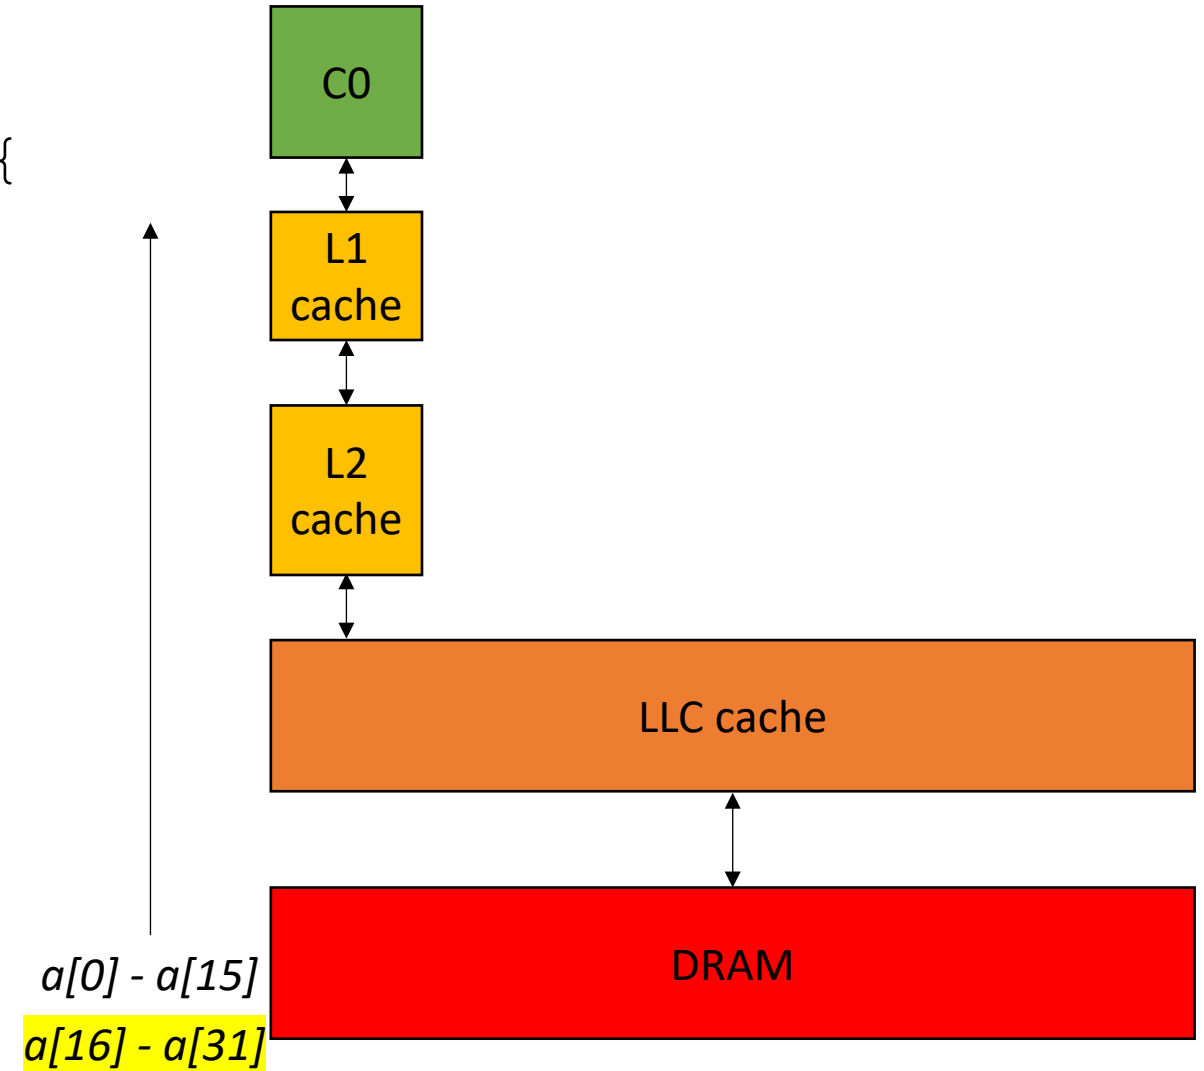 C0
{
L1
cache
L2
cache
LLC cache
DRAM
a[0] - a[15]
a[16] - a[31]